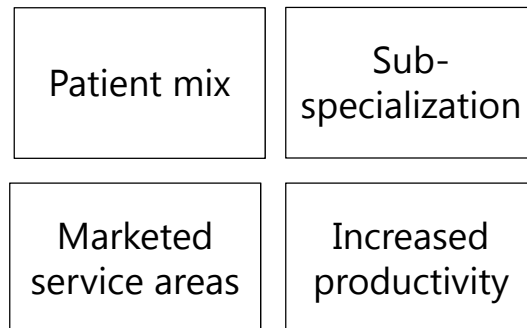 Patient mix
Sub-
specialization
Marketed
service areas
Increased
productivity